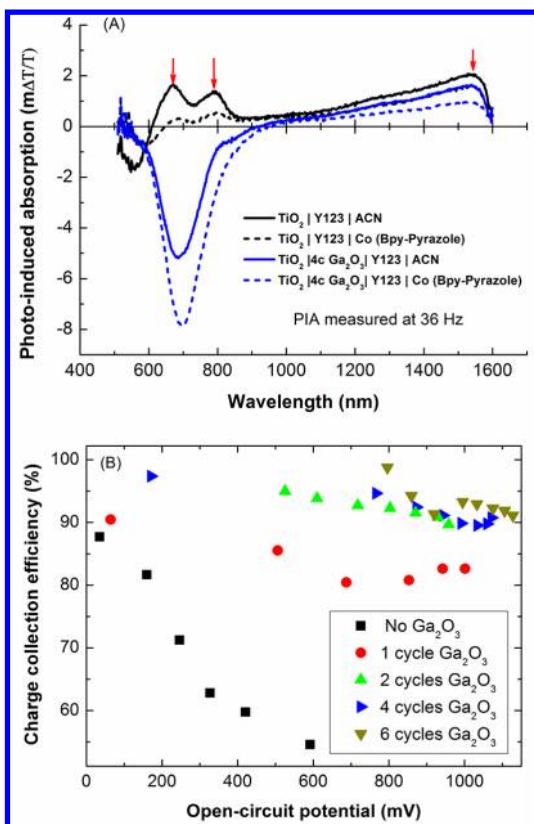 (A)
Photo-induced absorption (mΔT/T)
4
2
0
-2
-4
-6
-8
TiO₂ | Y123 | ACN
TiO₂ | Y123 | Co (Bpy-Pyrazole)
TiO₂ |4c Ga₂O₃| Y123 | ACN
TiO₂ |4c Ga₂O₃| Y123 | Co (Bpy-Pyrazole)
PIA measured at 36 Hz
400 600 800 1000 1200 1400 1600
Wavelength (nm)
(B)
Charge collection efficiency (%)
100
90
80
70
60
No Ga₂O₃
1 cycle Ga₂O₃
2 cycles Ga₂O₃
4 cycles Ga₂O₃
6 cycles Ga₂O₃
0 200 400 600 800 1000
Open-circuit potential (mV)